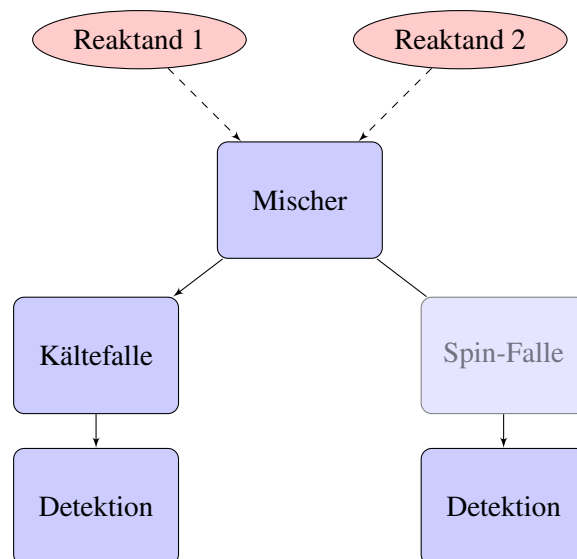 Reaktand 1
Reaktand 2
Mischer
Kältefalle
Spin-Falle
Detektion
Detektion